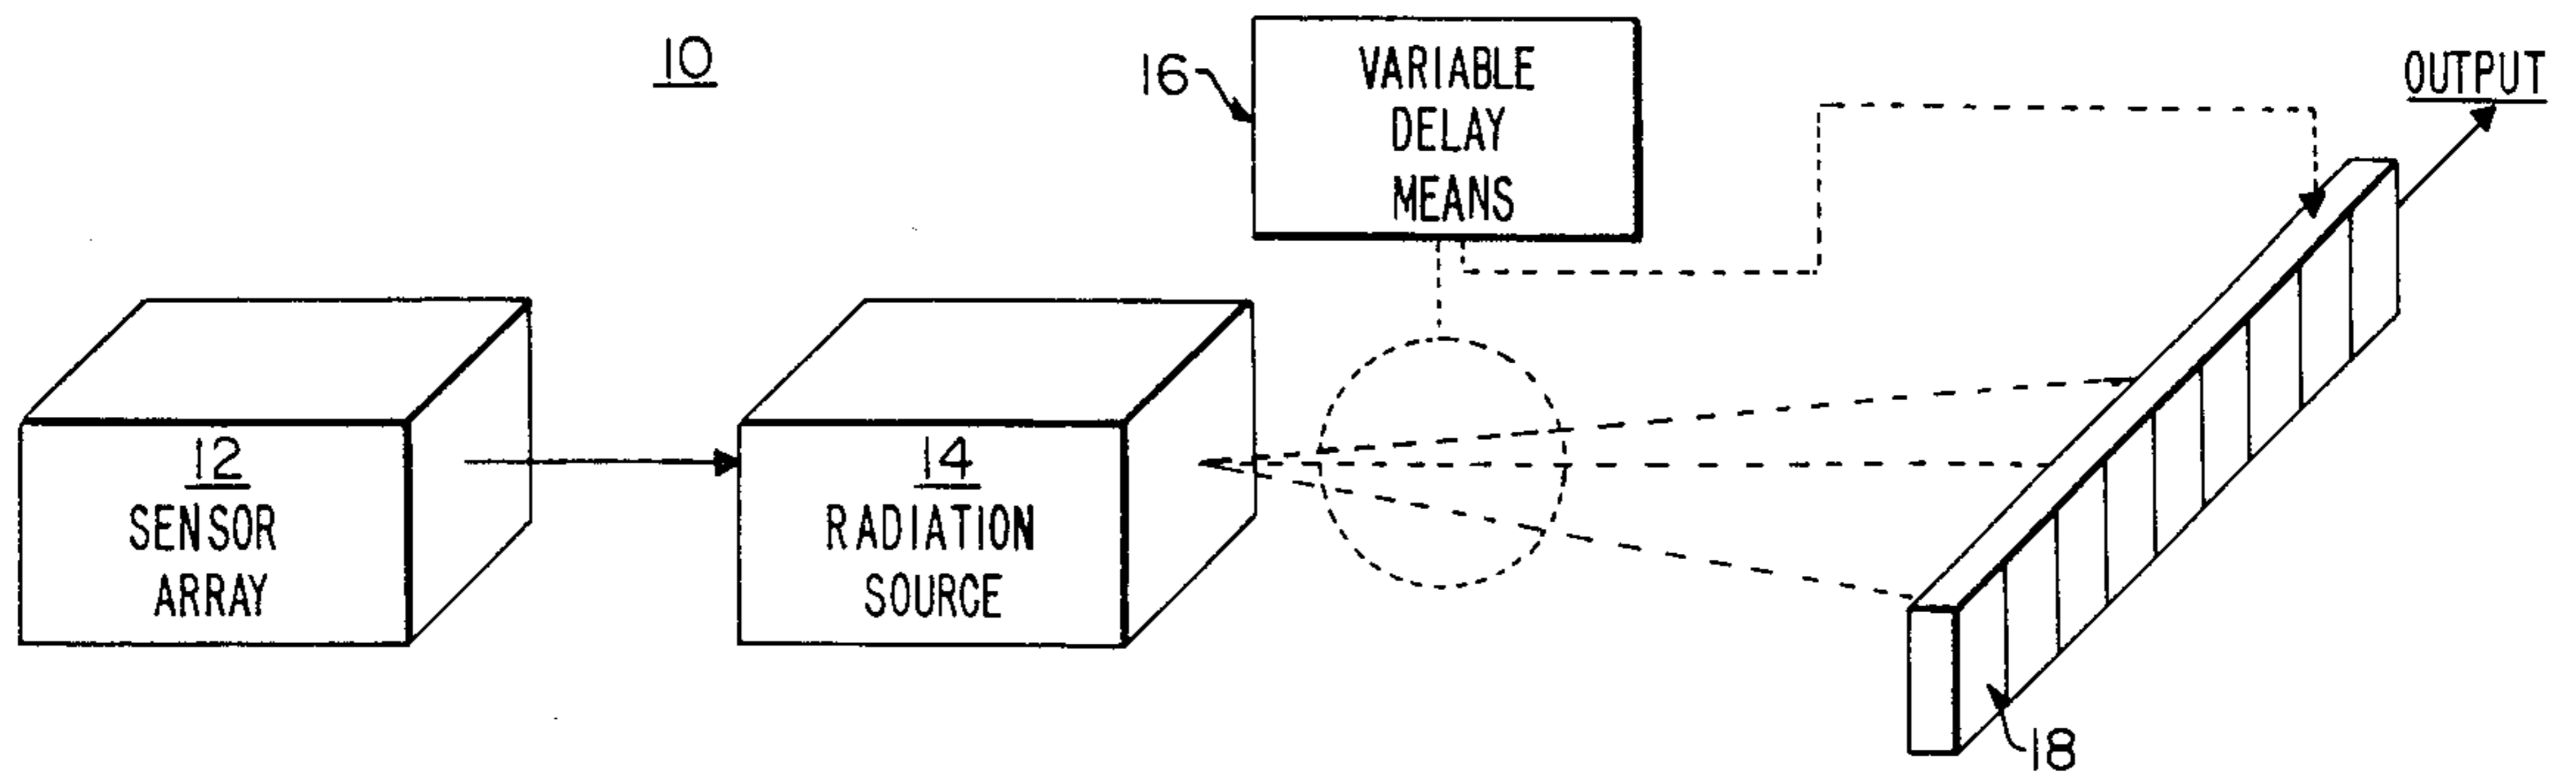 10
16
VARIABLE
DELAY
MEANS
OUTPUT
12
SENSOR
ARRAY
14
RADIATION
SOURCE
18